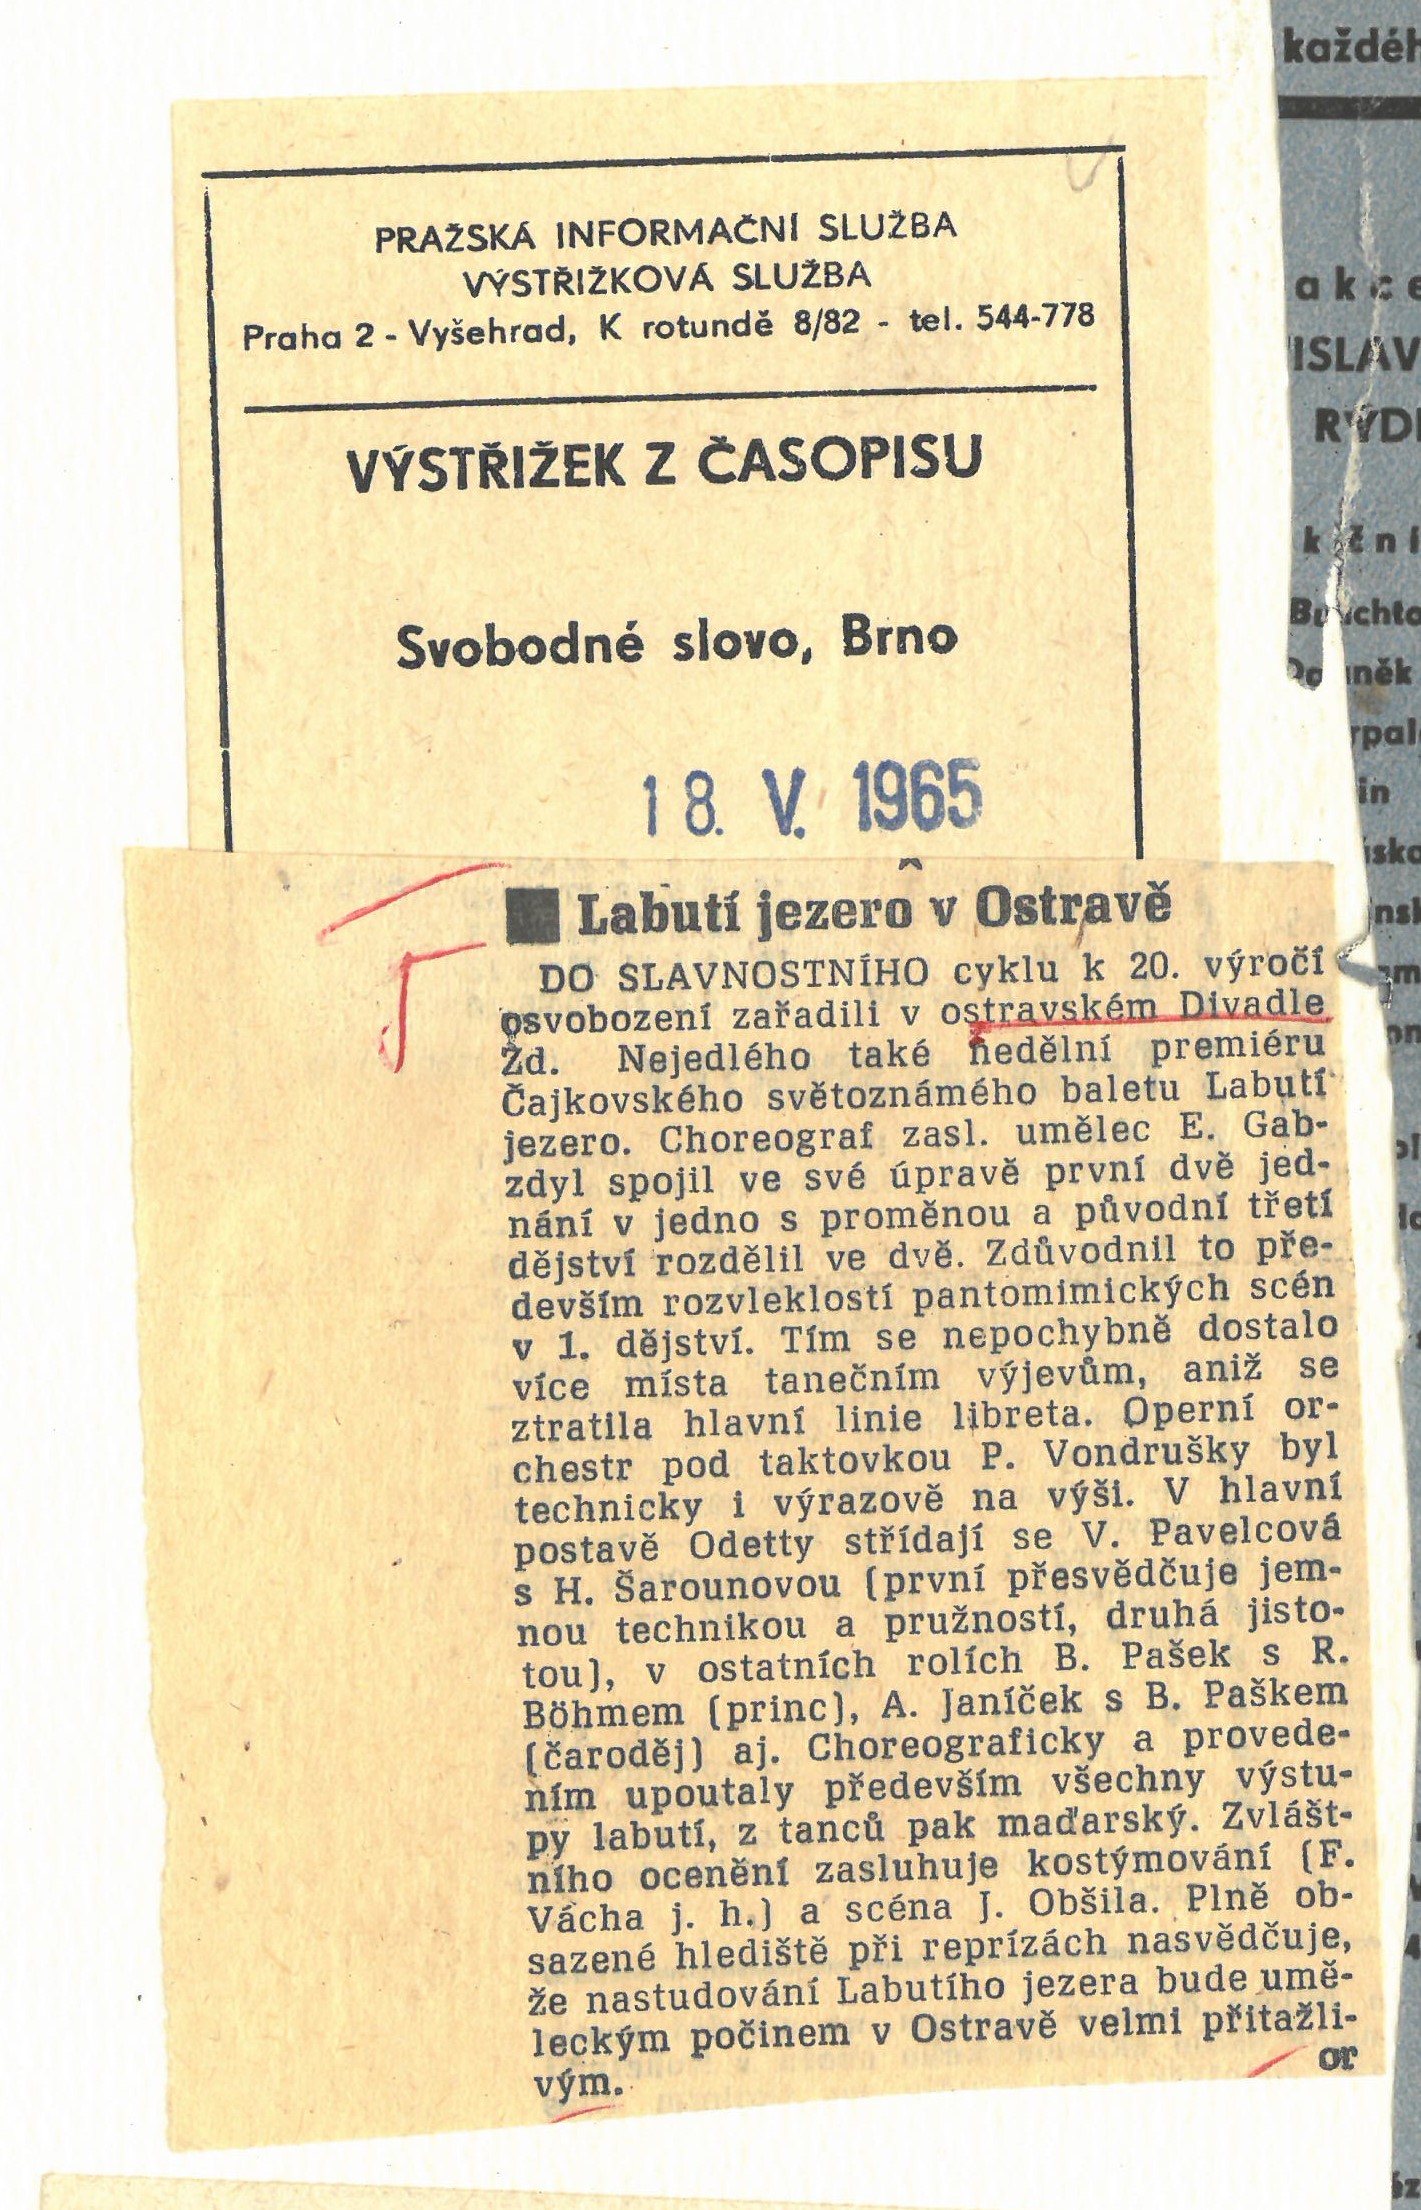 PRAŽSKÁ INFORMAČNÍ SLUŽBA
VÝSTŘIŽKOVÁ SLUŽBA
Praha 2 - Vyšehrad, K rotundě 8/82 - tel. 544-778
VÝSTŘIŽEK Z ČASOPISU
Svobodné slovo, Brno
18. V. 1965
■ Labutí jezero v Ostravě
DO SLAVNOSTNÍHO cyklu k 20. výročí
osvobození zařadili v ostravském Divadle
Zd. Nejedlého také nedělní premiéru
Čajkovského světoznámého baletu Labutí
jezero. Choreograf zasl. umělec E. Gab-
zdyl spojil ve své úpravě první dvě jed-
nání v jedno s proměnou a původní třetí
dějství rozdělil ve dvě. Zdůvodnil to pře-
devším rozvleklostí pantomimických scén
v 1. dějství. Tím se nepochybně dostalo
více místa tanečním výjevům, aniž se
ztratila hlavní linie libreta. Operní or-
chestr pod taktovkou P. Vondrušky byl
technicky i výrazově na výši. V hlavní
postavě Odetty střídají se V. Pavelcová
s H. Šarounovou (první přesvědčuje jem-
nou technikou a pružností, druhá jisto-
tou), v ostatních rolích B. Pašek s R.
Böhmem (princ), A. Janíček s B. Paškem
(čaroděj) aj. Choreograficky a provede-
ním upoutaly především všechny výstu-
py labutí, z tanců pak maďarský. Zvlášt-
ního ocenění zasluhuje kostýmování (F.
Vácha j. h.) a scéna J. Obšila. Plně ob-
sazené hlediště při reprízách nasvědčuje,
že nastudování Labutího jezera bude umě-
leckým počinem v Ostravě velmi přitažli-
vým.
or
každéh
akce
ISLAV